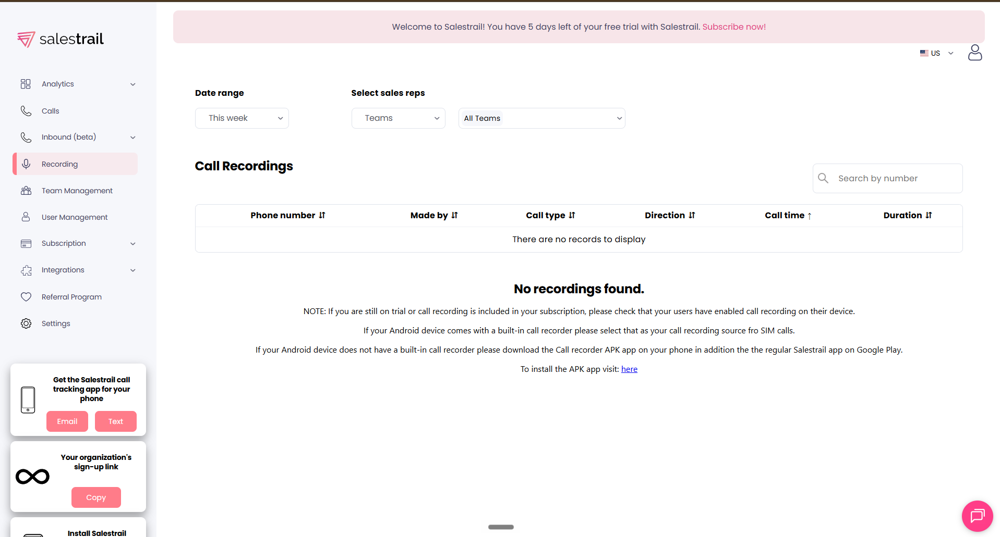 Welcome to Salestrail! You have 5 days left of your free trial with Salestrail. Subscribe now!
salestrail
US
Analytics
Calls
Inbound (beta)
Recording
Team Management
User Management
Subscription
Integrations
Referral Program
Settings
Get the Salestrail call
tracking app for your
phone
Email Text
Your organization's
sign-up link
Copy
Install Salestrail
Date range Select sales reps
This week Teams All Teams
Call Recordings
Search by number
Phone number Made by Call type Direction Call time ↑ Duration
There are no records to display
No recordings found.
NOTE: If you are still on trial or call recording is included in your subscription, please check that your users have enabled call recording on their device.
If your Android device comes with a built-in call recorder please select that as your call recording source fro SIM calls.
If your Android device does not have a built-in call recorder please download the Call recorder APK app on your phone in addition the the regular Salestrail app on Google Play.
To install the APK app visit: here